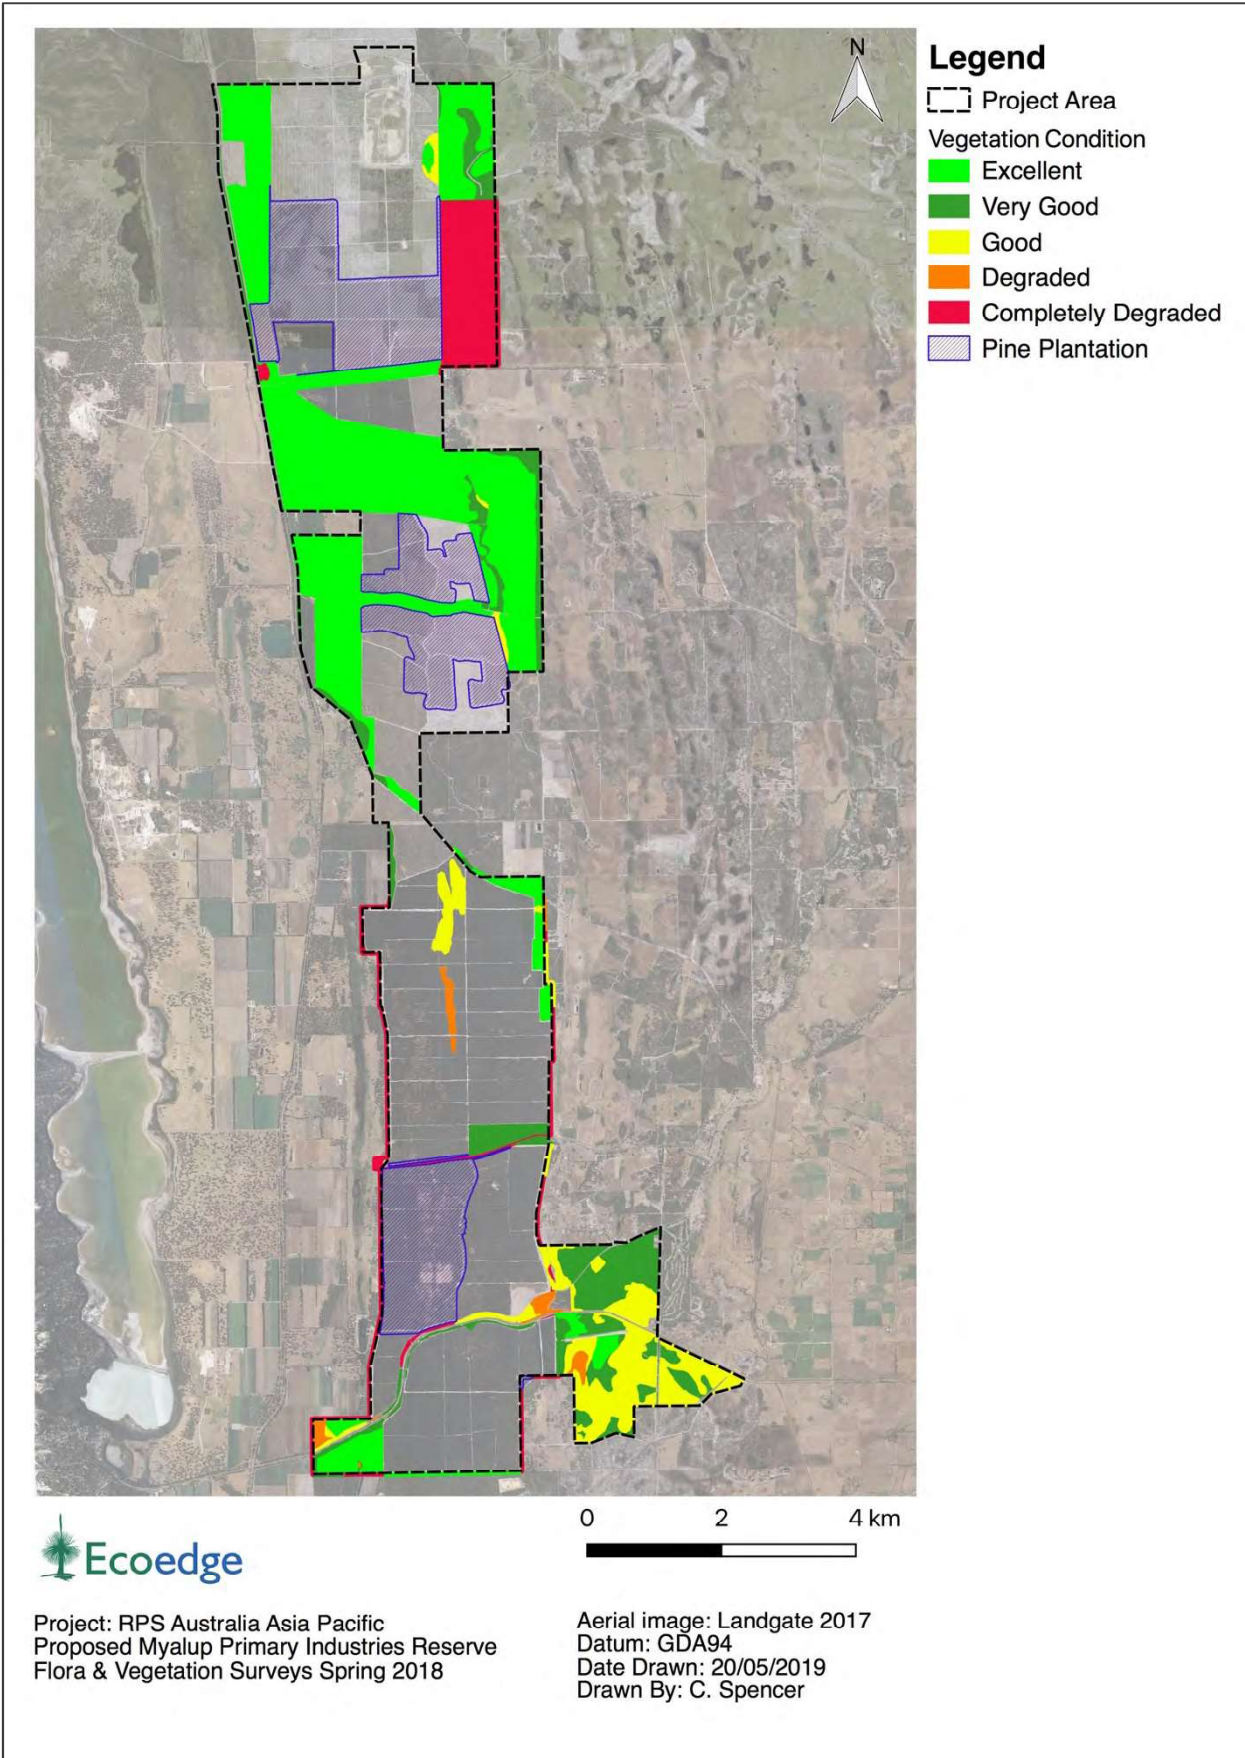 N
Legend
Project Area
Vegetation Condition
Excellent
Very Good
Good
Degraded
Completely Degraded
Pine Plantation
0 2 4 km
Ecoedge
Project: RPS Australia Asia Pacific
Proposed Myalup Primary Industries Reserve
Flora & Vegetation Surveys Spring 2018
Aerial image: Landgate 2017
Datum: GDA94
Date Drawn: 20/05/2019
Drawn By: C. Spencer